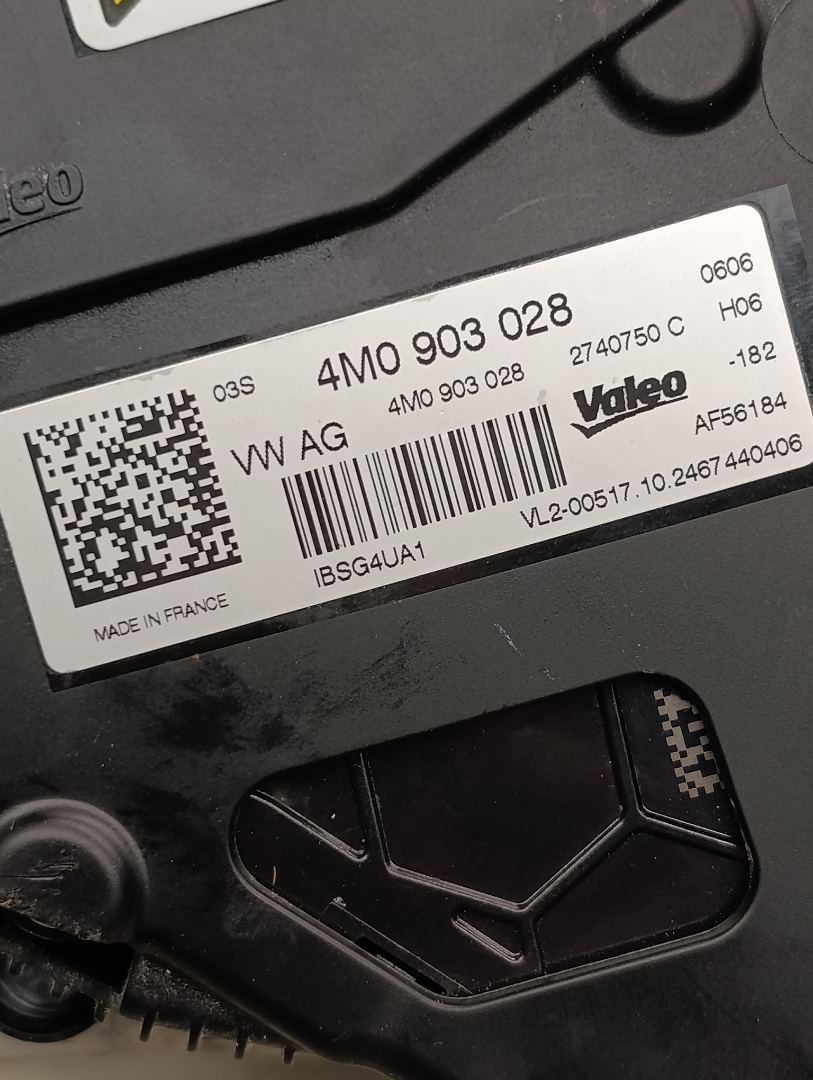 leo
0606
4M0 903 028
H06
03S
4M0 903 028
2740750 C
-182
VW AG
Valeo
AF56184
IBSG4UA1
VL2-00517.10.2467440406
MADE IN FRANCE